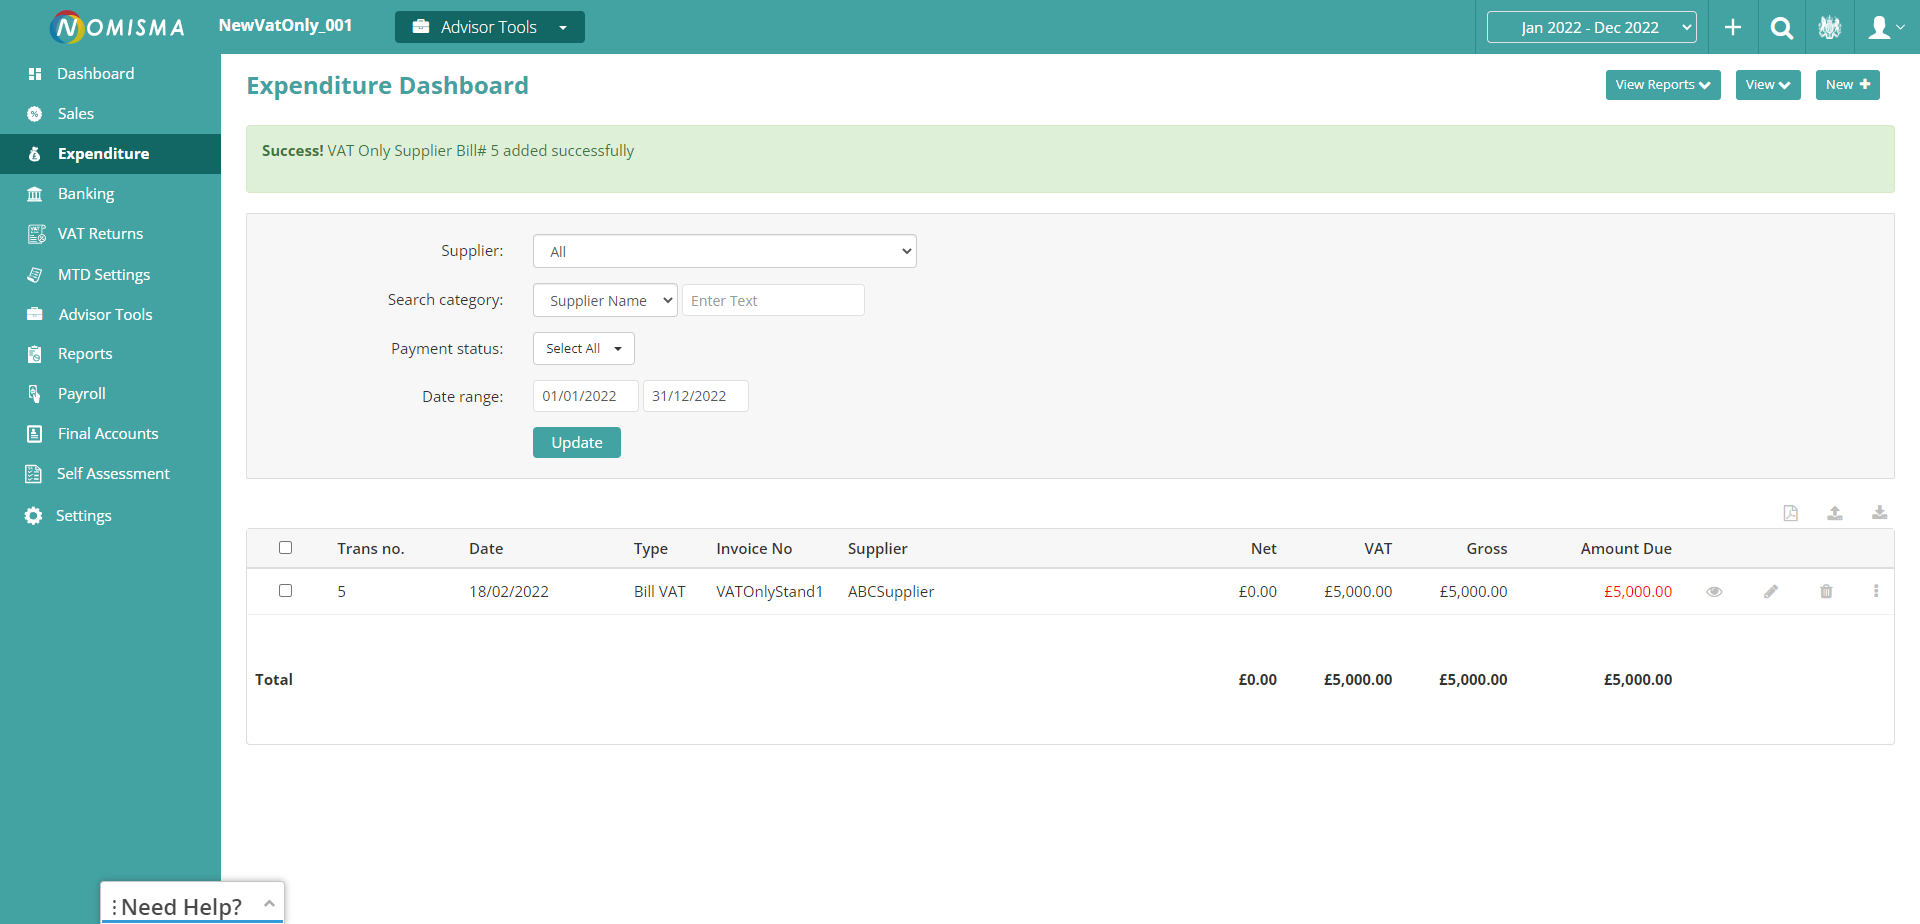 NOMISMA
NewVatOnly_001
Advisor Tools
Jan 2022 - Dec 2022
Dashboard
Sales
Expenditure
Banking
VAT Returns
MTD Settings
Advisor Tools
Reports
Payroll
Final Accounts
Self Assessment
Settings
Expenditure Dashboard
View Reports
View
New
Success! VAT Only Supplier Bill# 5 added successfully
Supplier: All
Search category: Supplier Name Enter Text
Payment status: Select All
Date range: 01/01/2022 31/12/2022
Update
Trans no. Date Type Invoice No Supplier Net VAT Gross Amount Due
5 18/02/2022 Bill VAT VATOnlyStand1 ABCSupplier £0.00 £5,000.00 £5,000.00 £5,000.00
Total £0.00 £5,000.00 £5,000.00 £5,000.00
Need Help?